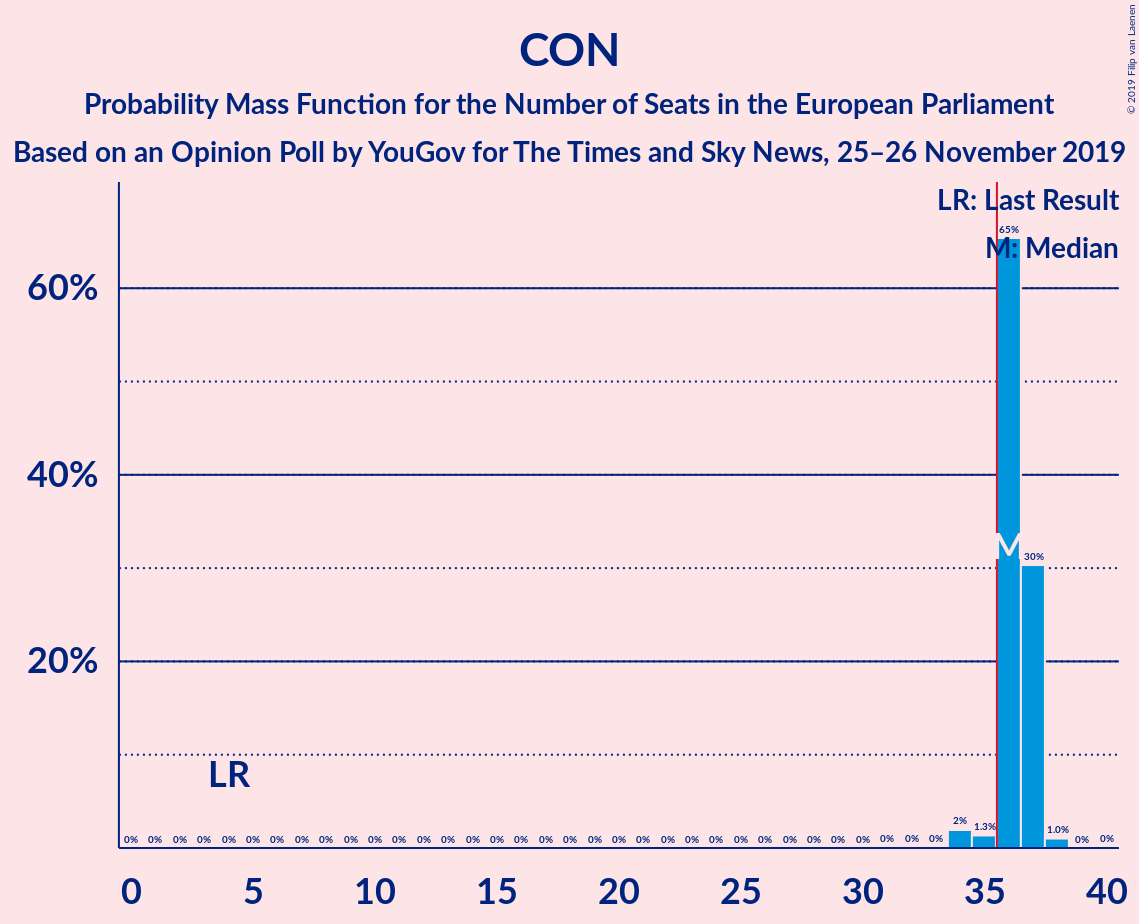 CON
Probability Mass Function for the Number of Seats in the European Parliament
Based on an Opinion Poll by YouGov for The Times and Sky News, 25–26 November 2019
© 2019 Filip van Laenen
LR: Last Result
M: Median
65%
60%
40%
M
30%
20%
LR
0% 0% 0% 0% 0% 0% 0% 0% 0% 0% 0% 0% 0% 0% 0% 0% 0% 0% 0% 0% 0% 0% 0% 0% 0% 0% 0% 0% 0% 0% 0% 0% 0% 0% 2% 1.3% 1.0% 0% 0%
0 5 10 15 20 25 30 35 40